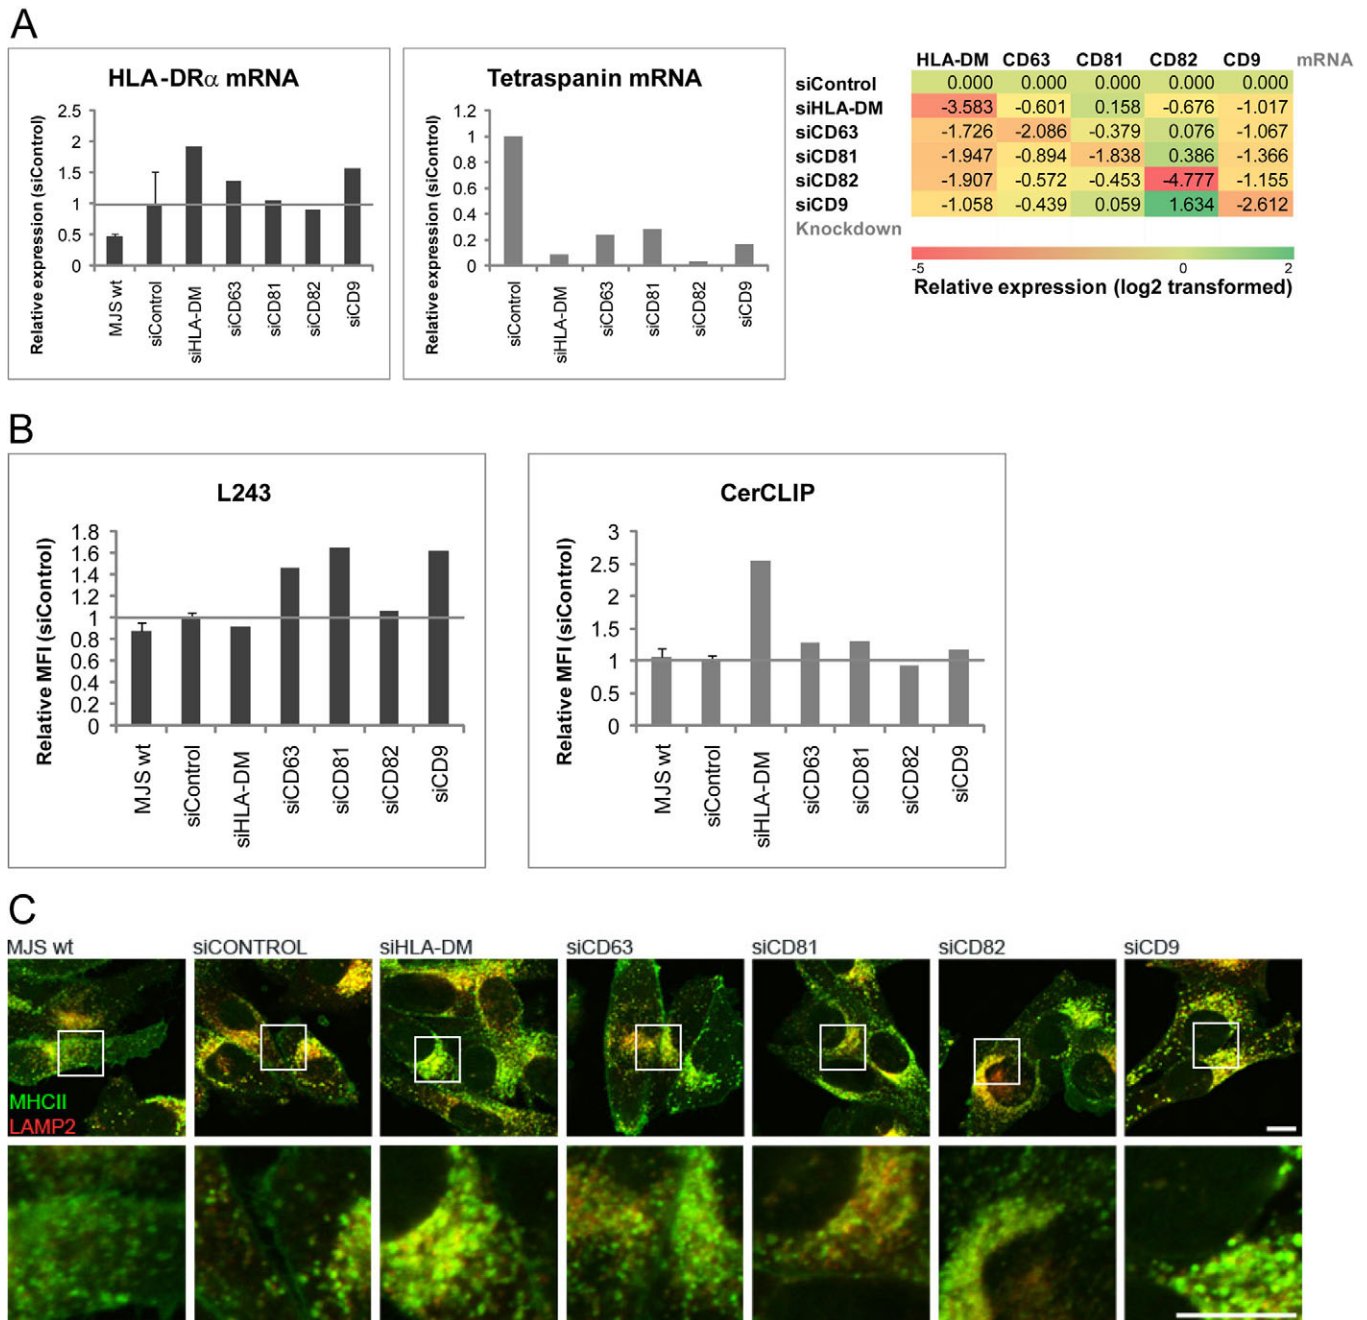 A
HLA-DRα mRNA
Relative expression (siControl)
2.5
2
1.5
1
0.5
0
MJS wt
siControl
siHLA-DM
siCD63
siCD81
siCD82
siCD9
Tetraspanin mRNA
Relative expression (siControl)
1.2
1
0.8
0.6
0.4
0.2
0
siControl
siHLA-DM
siCD63
siCD81
siCD82
siCD9
HLA-DM CD63 CD81 CD82 CD9 mRNA
siControl 0.000 0.000 0.000 0.000 0.000
siHLA-DM -3.583 -0.601 0.158 -0.676 -1.017
siCD63 -1.726 -2.086 -0.379 0.076 -1.067
siCD81 -1.947 -0.894 -1.838 0.386 -1.366
siCD82 -1.907 -0.572 -0.453 -4.777 -1.155
siCD9 -1.058 -0.439 0.059 1.634 -2.612
Knockdown
-5 0 2
Relative expression (log2 transformed)
B
L243
Relative MFI (siControl)
1.8
1.6
1.4
1.2
1
0.8
0.6
0.4
0.2
0
MJS wt
siControl
siHLA-DM
siCD63
siCD81
siCD82
siCD9
CerCLIP
Relative MFI (siControl)
3
2.5
2
1.5
1
0.5
0
MJS wt
siControl
siHLA-DM
siCD63
siCD81
siCD82
siCD9
C
MJS wt siCONTROL siHLA-DM siCD63 siCD81 siCD82 siCD9
MHCII
LAMP2